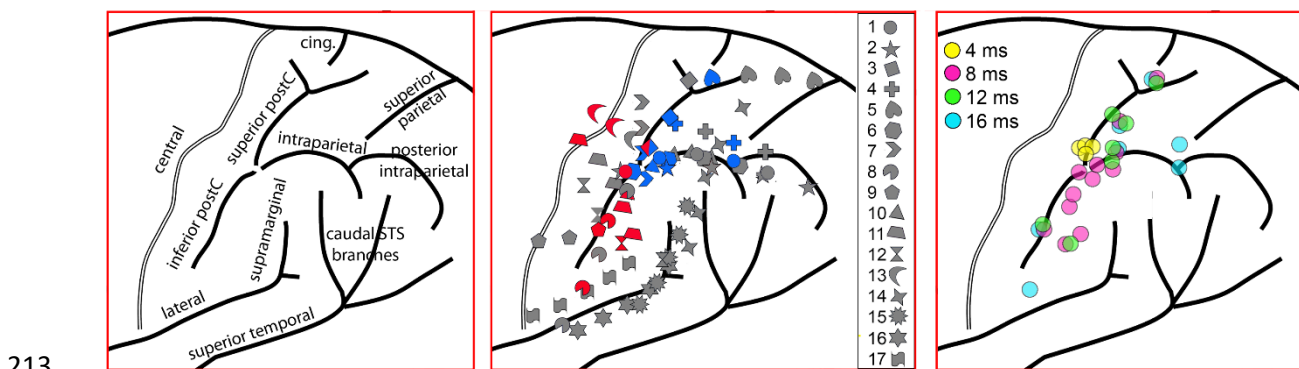 cing.
superior postC
superior
parietal
central
intraparietal
posterior
intraparietal
inferior postC
supramarginal
caudal STS
branches
lateral
superior temporal
1
2
3
4
5
6
7
8
9
10
11
12
13
14
15
16
17
4 ms
8 ms
12 ms
16 ms
213